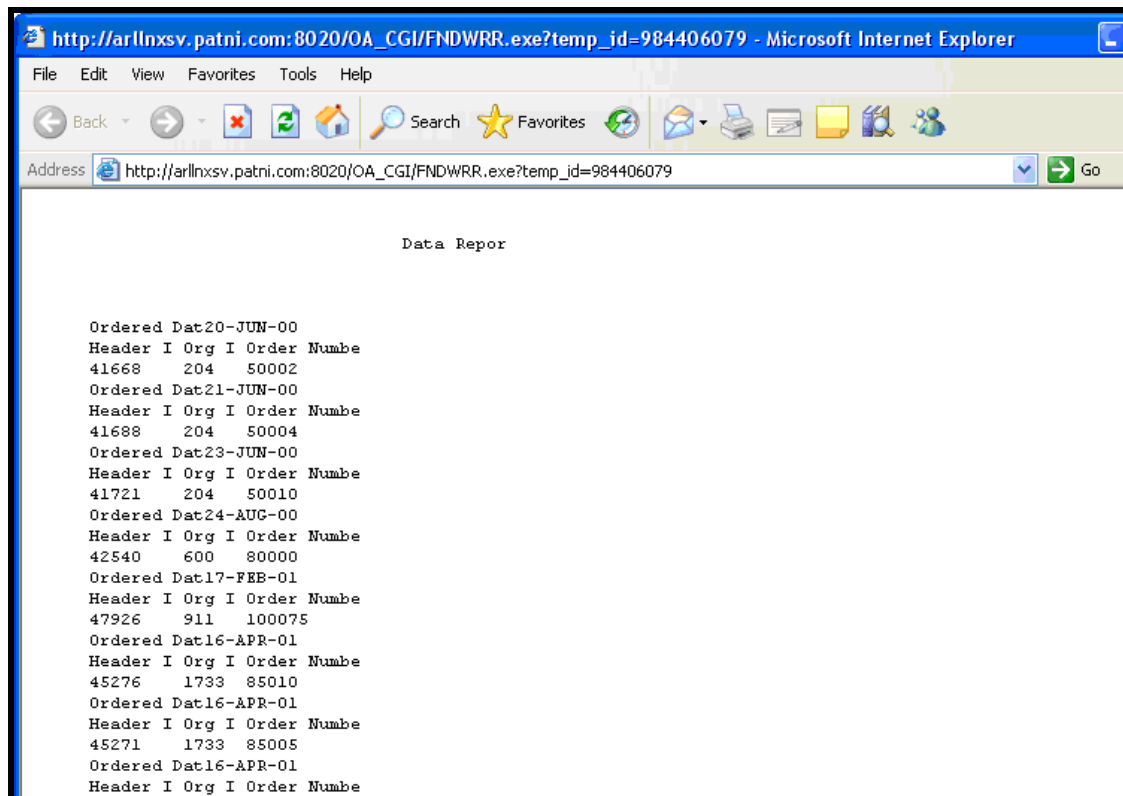 http://arllnxsv.patni.com:8020/OA_CGI/FNDWRR.exe?temp_id=984406079 - Microsoft Internet Explorer
File Edit View Favorites Tools Help
Back Search Favorites
Address http://arllnxsv.patni.com:8020/OA_CGI/FNDWRR.exe?temp_id=984406079 Go
Data Repor
Ordered Dat20-JUN-00
Header I Org I Order Numbe
41668 204 50002
Ordered Dat21-JUN-00
Header I Org I Order Numbe
41688 204 50004
Ordered Dat23-JUN-00
Header I Org I Order Numbe
41721 204 50010
Ordered Dat24-AUG-00
Header I Org I Order Numbe
42540 600 80000
Ordered Dat17-FEB-01
Header I Org I Order Numbe
47926 911 100075
Ordered Dat16-APR-01
Header I Org I Order Numbe
45276 1733 85010
Ordered Dat16-APR-01
Header I Org I Order Numbe
45271 1733 85005
Ordered Dat16-APR-01
Header I Org I Order Numbe